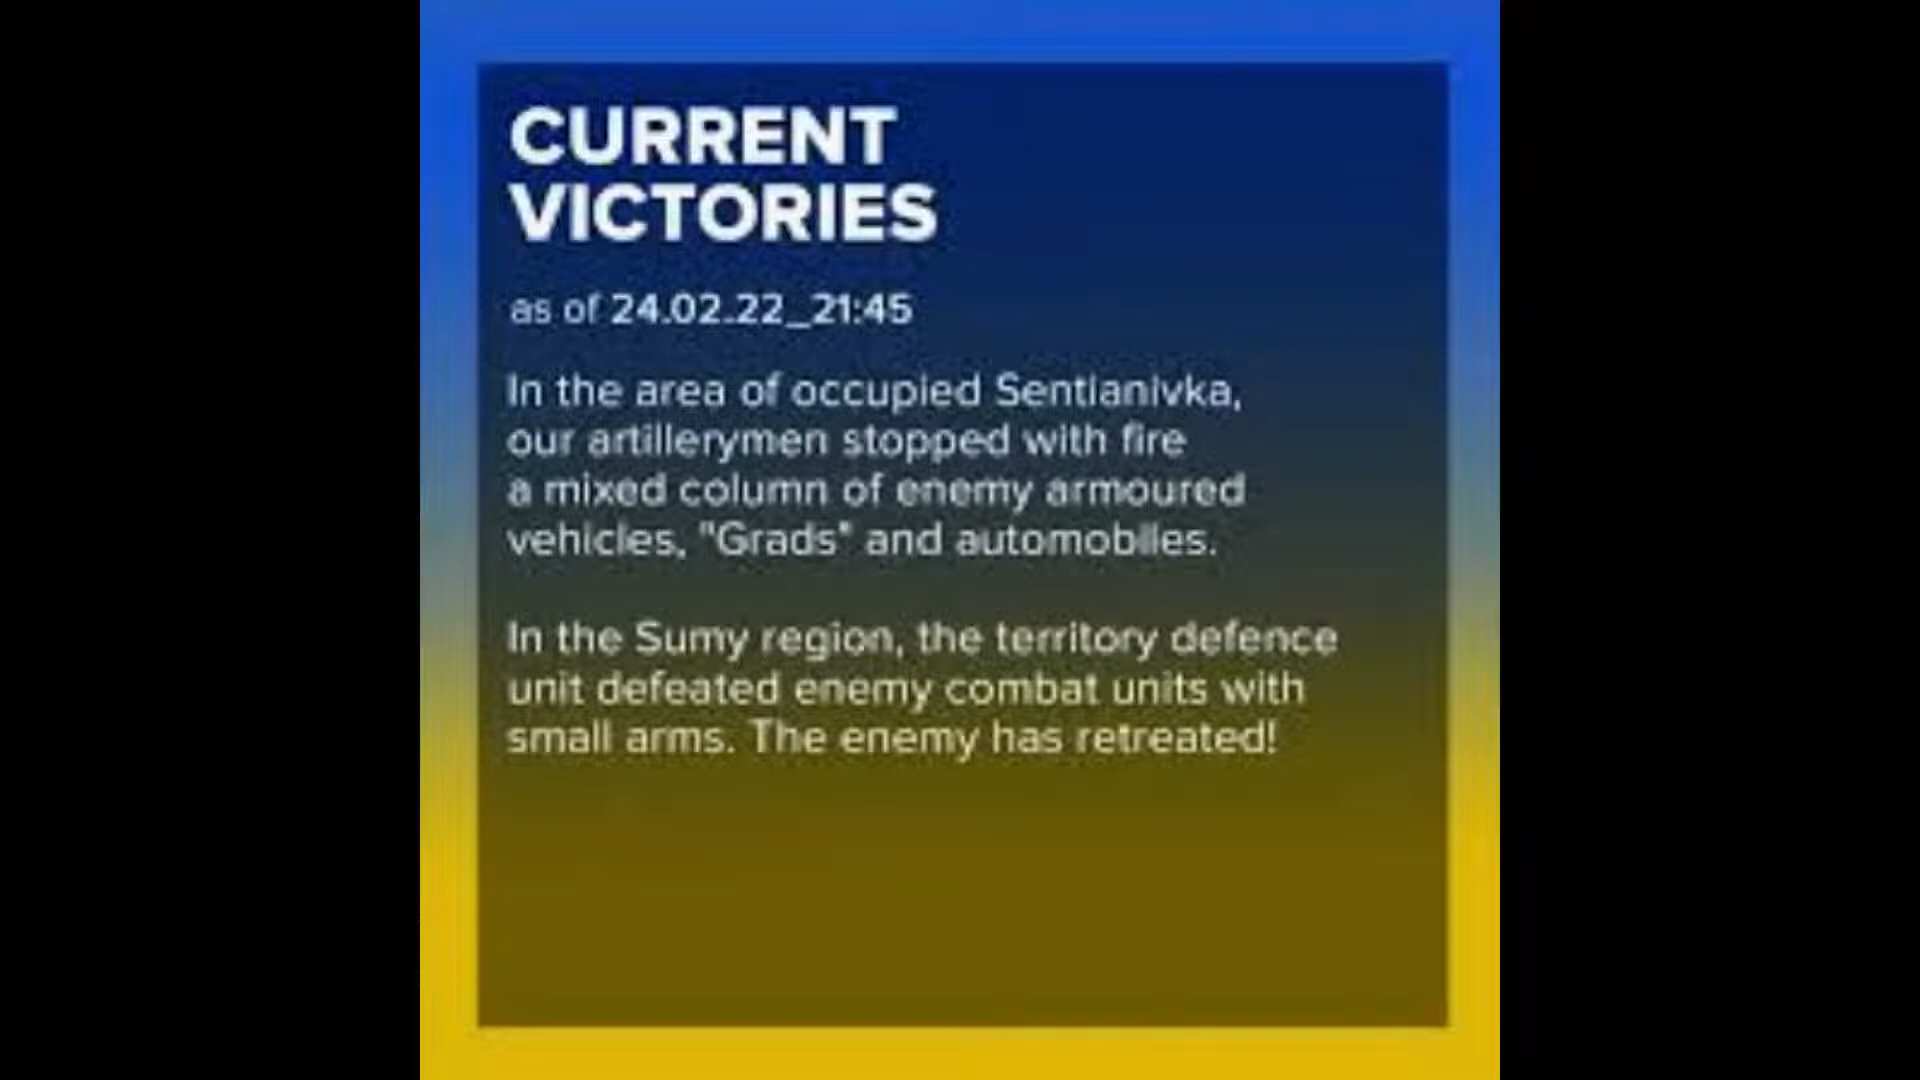 CURRENT
VICTORIES
as of 24.02.22_21:45
In the area of occupied Sentianivka,
our artillerymen stopped with fire
a mixed column of enemy armoured
vehicles, "Grads" and automobiles.
In the Sumy region, the territory defence
unit defeated enemy combat units with
small arms. The enemy has retreated!